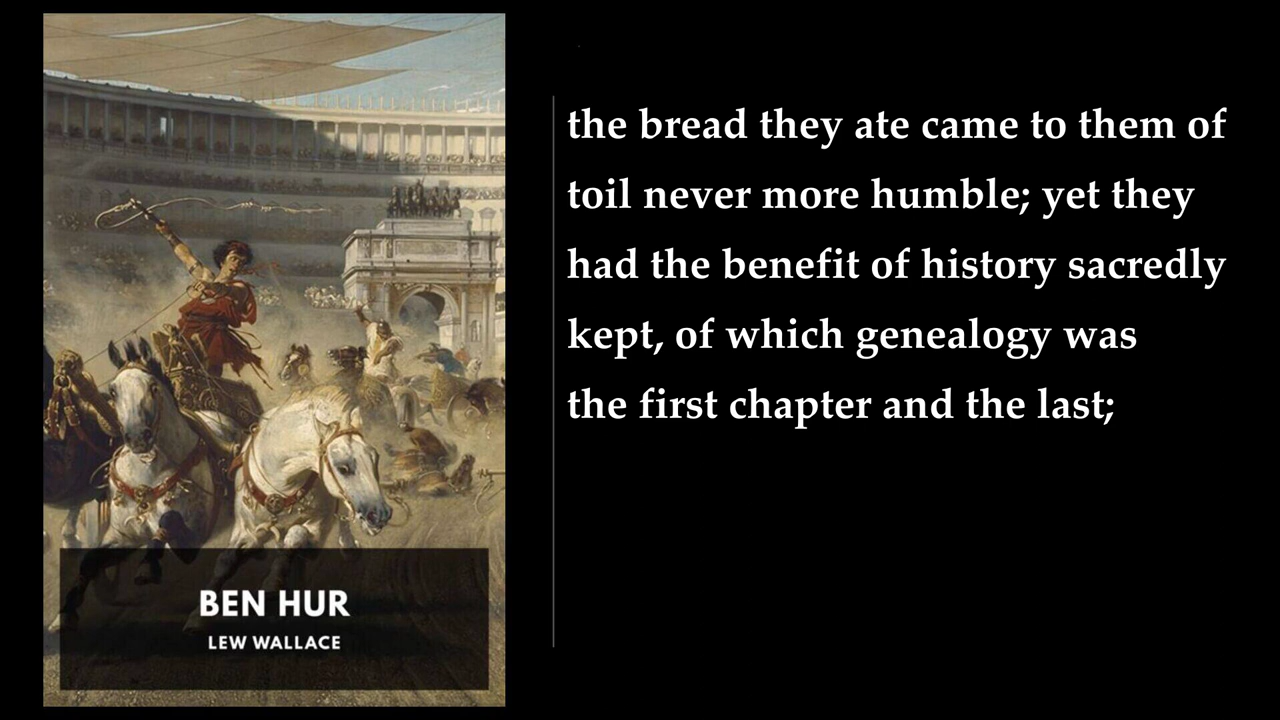 BEN HUR
LEW WALLACE
the bread they ate came to them of
toil never more humble; yet they
had the benefit of history sacredly
kept, of which genealogy was
the first chapter and the last;